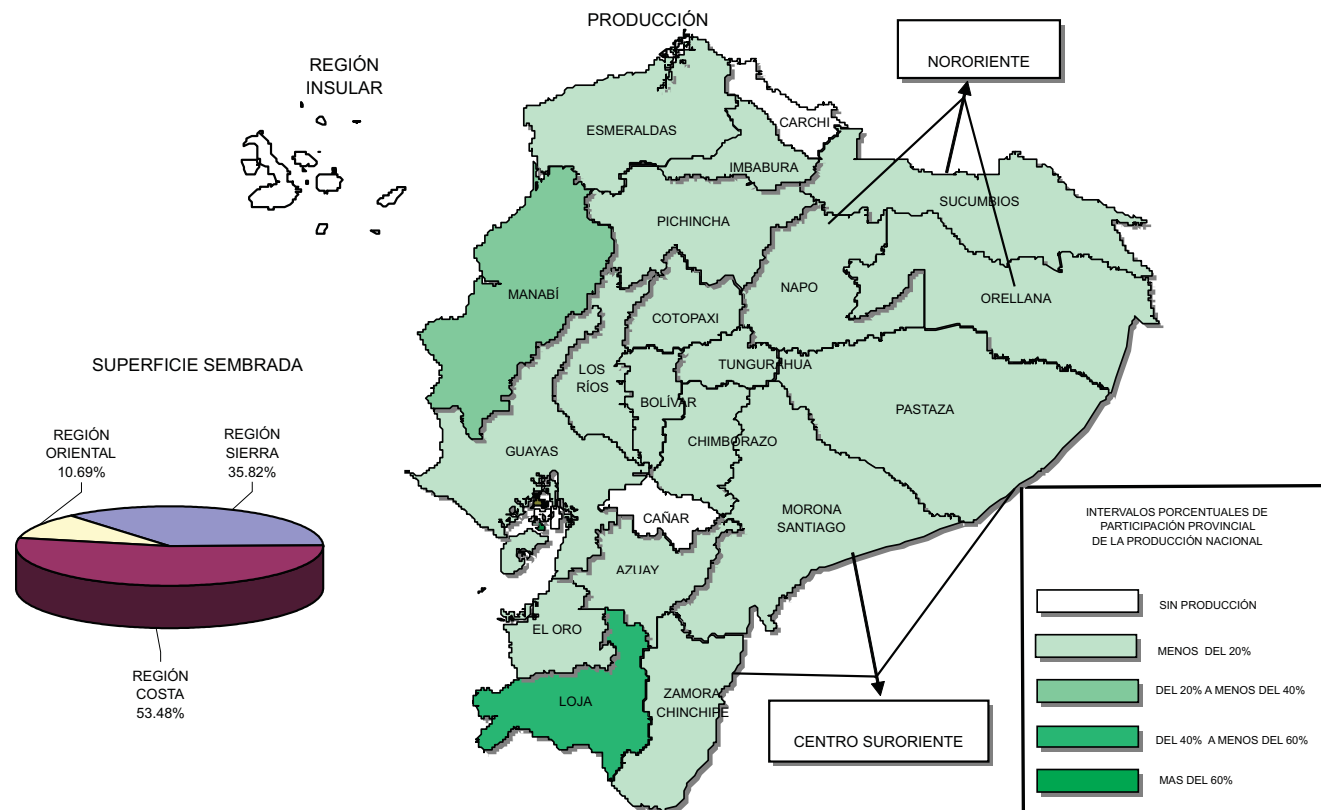 PRODUCCIÓN
REGIÓN
INSULAR
NORORIENTE
CARCHI
ESMERALDAS
IMBABURA
SUCUMBIOS
PICHINCHA
MANABÍ
NAPO
ORELLANA
COTOPAXI
TUNGURAHUA
LOS
RÍOS
BOLÍVAR
PASTAZA
CHIMBORAZO
GUAYAS
MORONA
SANTIAGO
CAÑAR
AZUAY
EL ORO
LOJA
ZAMORA
CHINCHIPE
CENTRO SURORIENTE
SUPERFICIE SEMBRADA
REGIÓN
ORIENTAL
10.69%
REGIÓN
SIERRA
35.82%
REGIÓN
COSTA
53.48%
INTERVALOS PORCENTUALES DE
PARTICIPACIÓN PROVINCIAL
DE LA PRODUCCIÓN NACIONAL
SIN PRODUCCIÓN
MENOS DEL 20%
DEL 20% A MENOS DEL 40%
DEL 40% A MENOS DEL 60%
MAS DEL 60%